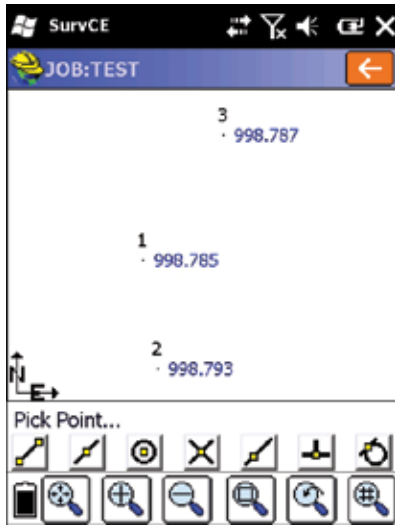 SurvCE
JOB:TEST
3
998.787
1
998.785
2
998.793
N
E
Pick Point...